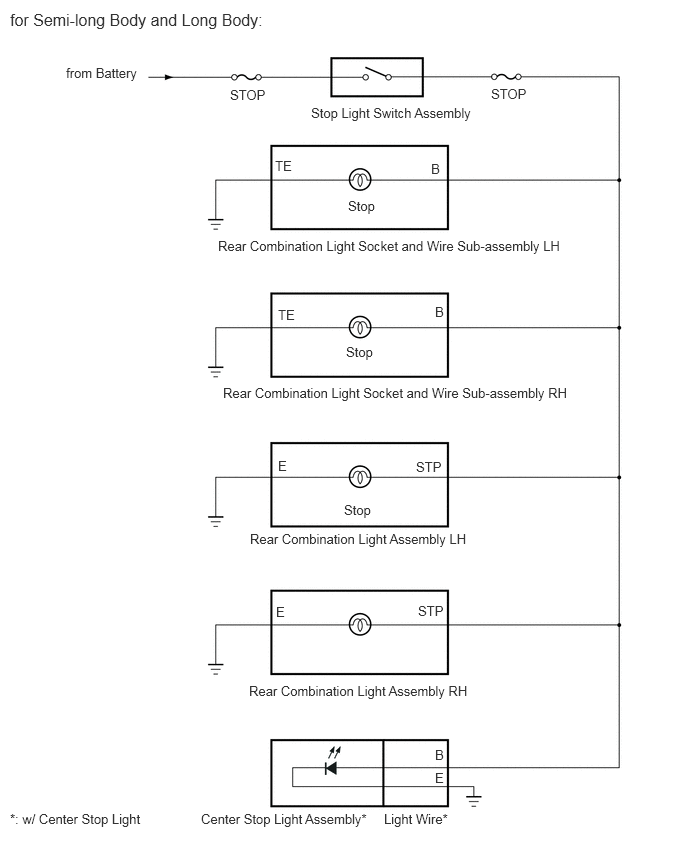 for Semi-long Body and Long Body:
from Battery
STOP
STOP
Stop Light Switch Assembly
TE
B
Stop
Rear Combination Light Socket and Wire Sub-assembly LH
TE
B
Stop
Rear Combination Light Socket and Wire Sub-assembly RH
E
STP
Stop
Rear Combination Light Assembly LH
E
STP
Rear Combination Light Assembly RH
B
E
*: w/ Center Stop Light
Center Stop Light Assembly*
Light Wire*